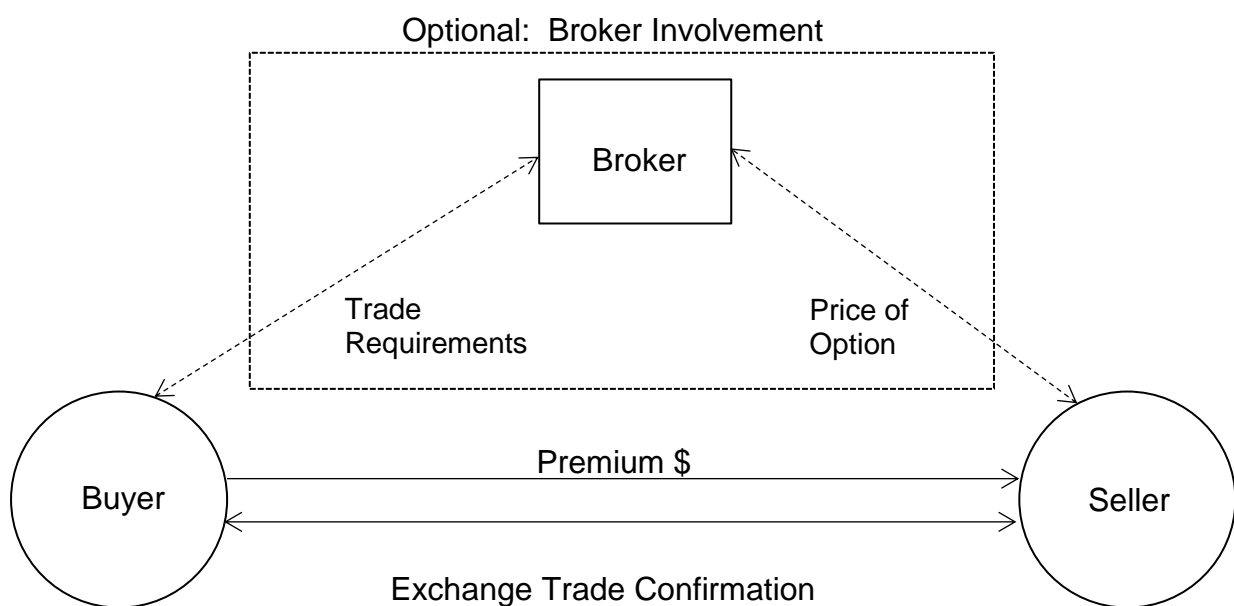 Optional:  Broker Involvement
Broker
Trade
Requirements
Price of
Option
Premium $
Buyer
Seller
Exchange Trade Confirmation